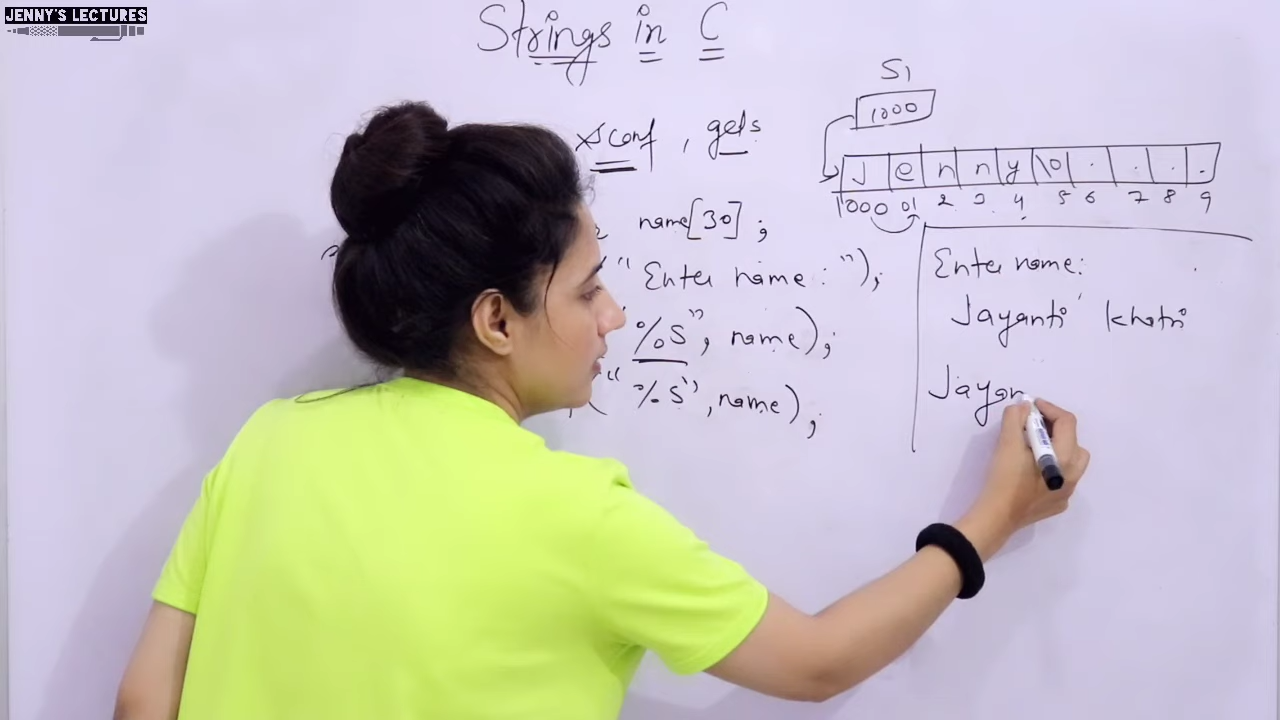 JENNY'S LECTURES
Strings in C
scanf, gets
name[30];
" Enter name : ");
%s", name);
(" %s", name);
S1
1000
J e n n y \0 . . . .
1000 01 2 3 4 5 6 7 8 9
Enter name:
Jayanti Khatri
Jayan